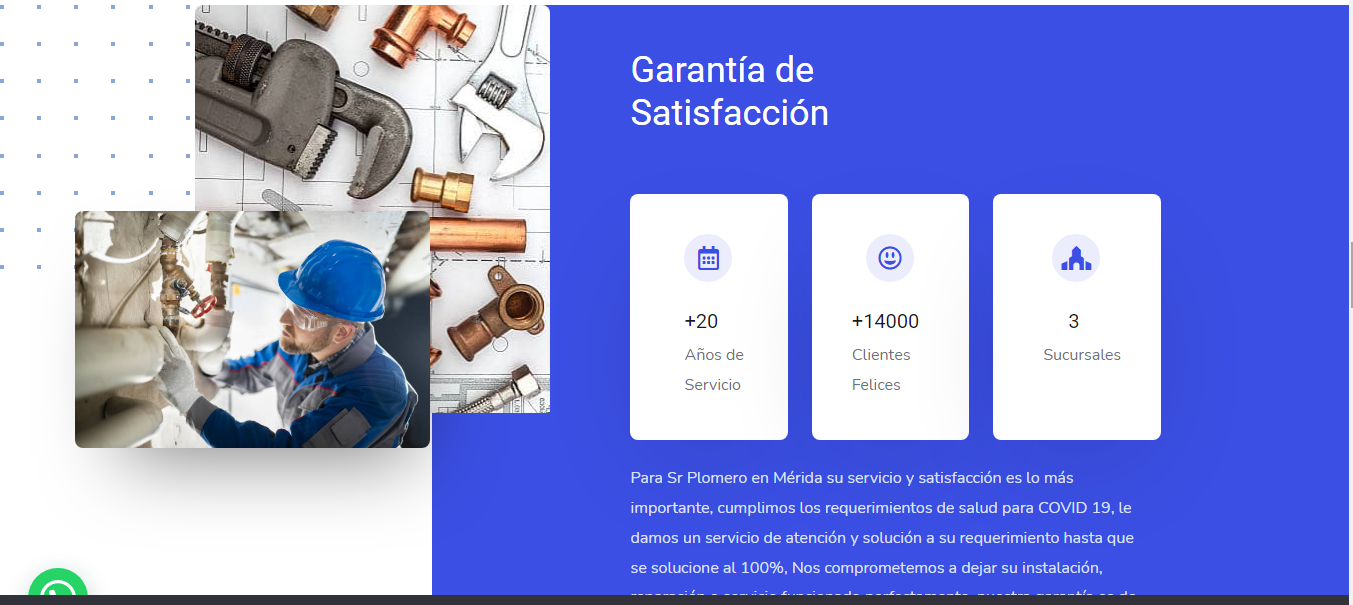 Garantía de
Satisfacción
+20
Años de
Servicio
+14000
Clientes
Felices
3
Sucursales
Para Sr Plomero en Mérida su servicio y satisfacción es lo más
importante, cumplimos los requerimientos de salud para COVID 19, le
damos un servicio de atención y solución a su requerimiento hasta que
se solucione al 100%, Nos comprometemos a dejar su instalación,